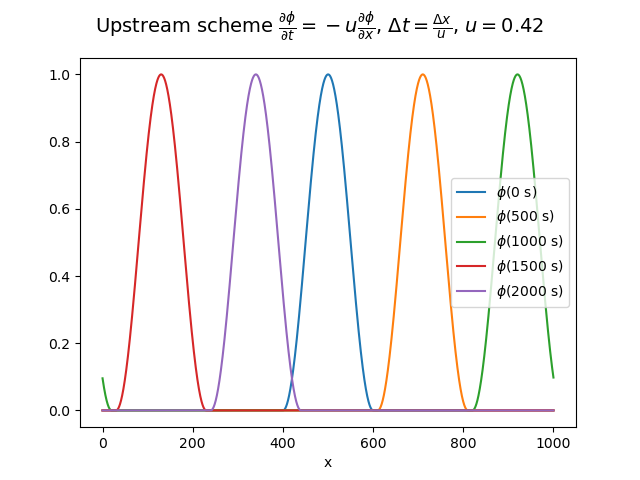 Upstream scheme ∂ϕ/∂t = −u ∂ϕ/∂x, Δt = Δx/u, u = 0.42
1.0
0.8
0.6
0.4
0.2
0.0
ϕ(0 s)
ϕ(500 s)
ϕ(1000 s)
ϕ(1500 s)
ϕ(2000 s)
0 200 400 600 800 1000
x